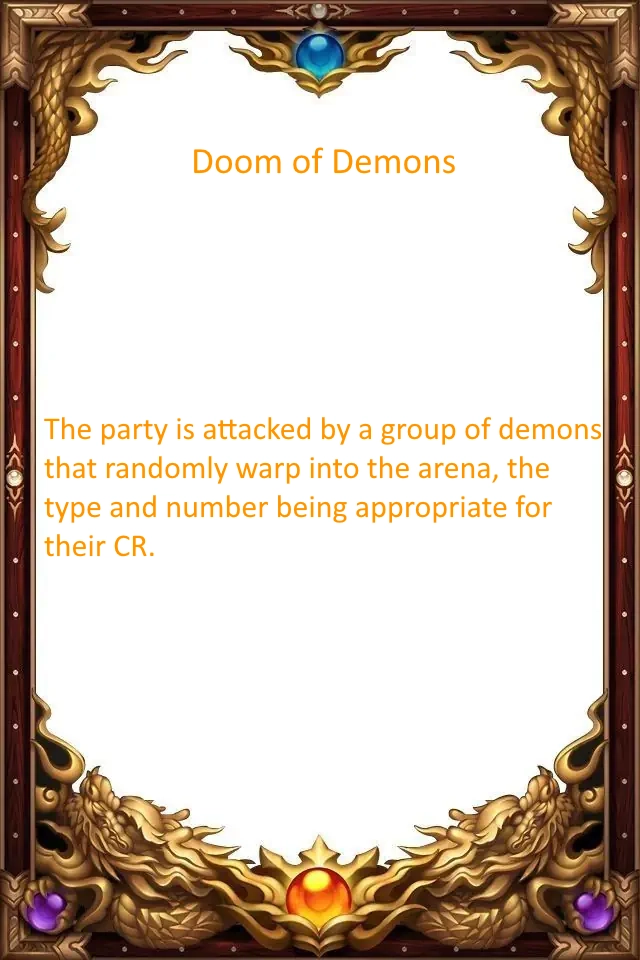 Doom of Demons
The party is attacked by a group of demons
that randomly warp into the arena, the
type and number being appropriate for
their CR.